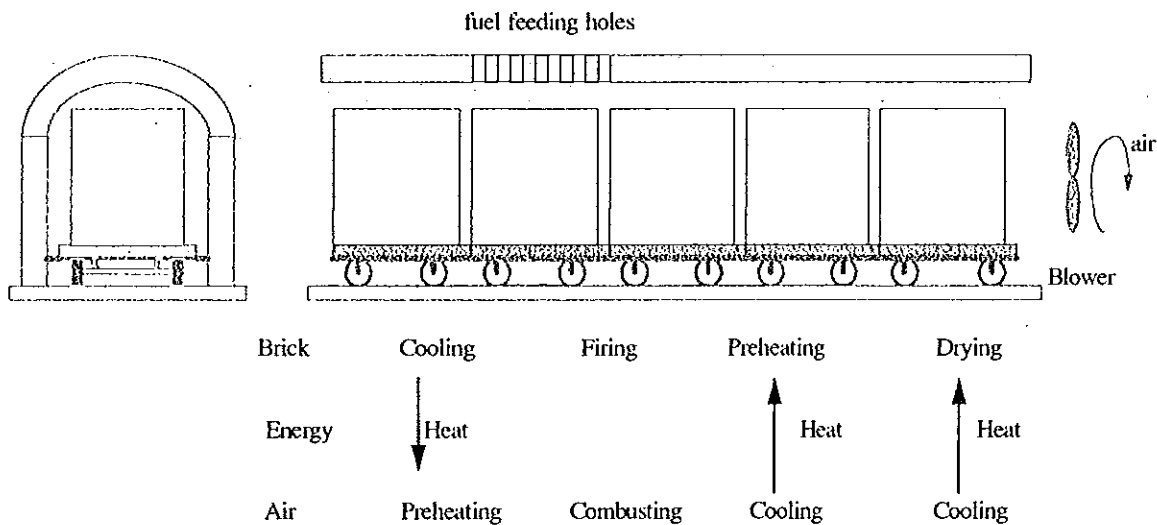 fuel feeding holes
air
Blower
Brick Cooling Firing Preheating Drying
Energy Heat Heat Heat
Air Preheating Combusting Cooling Cooling